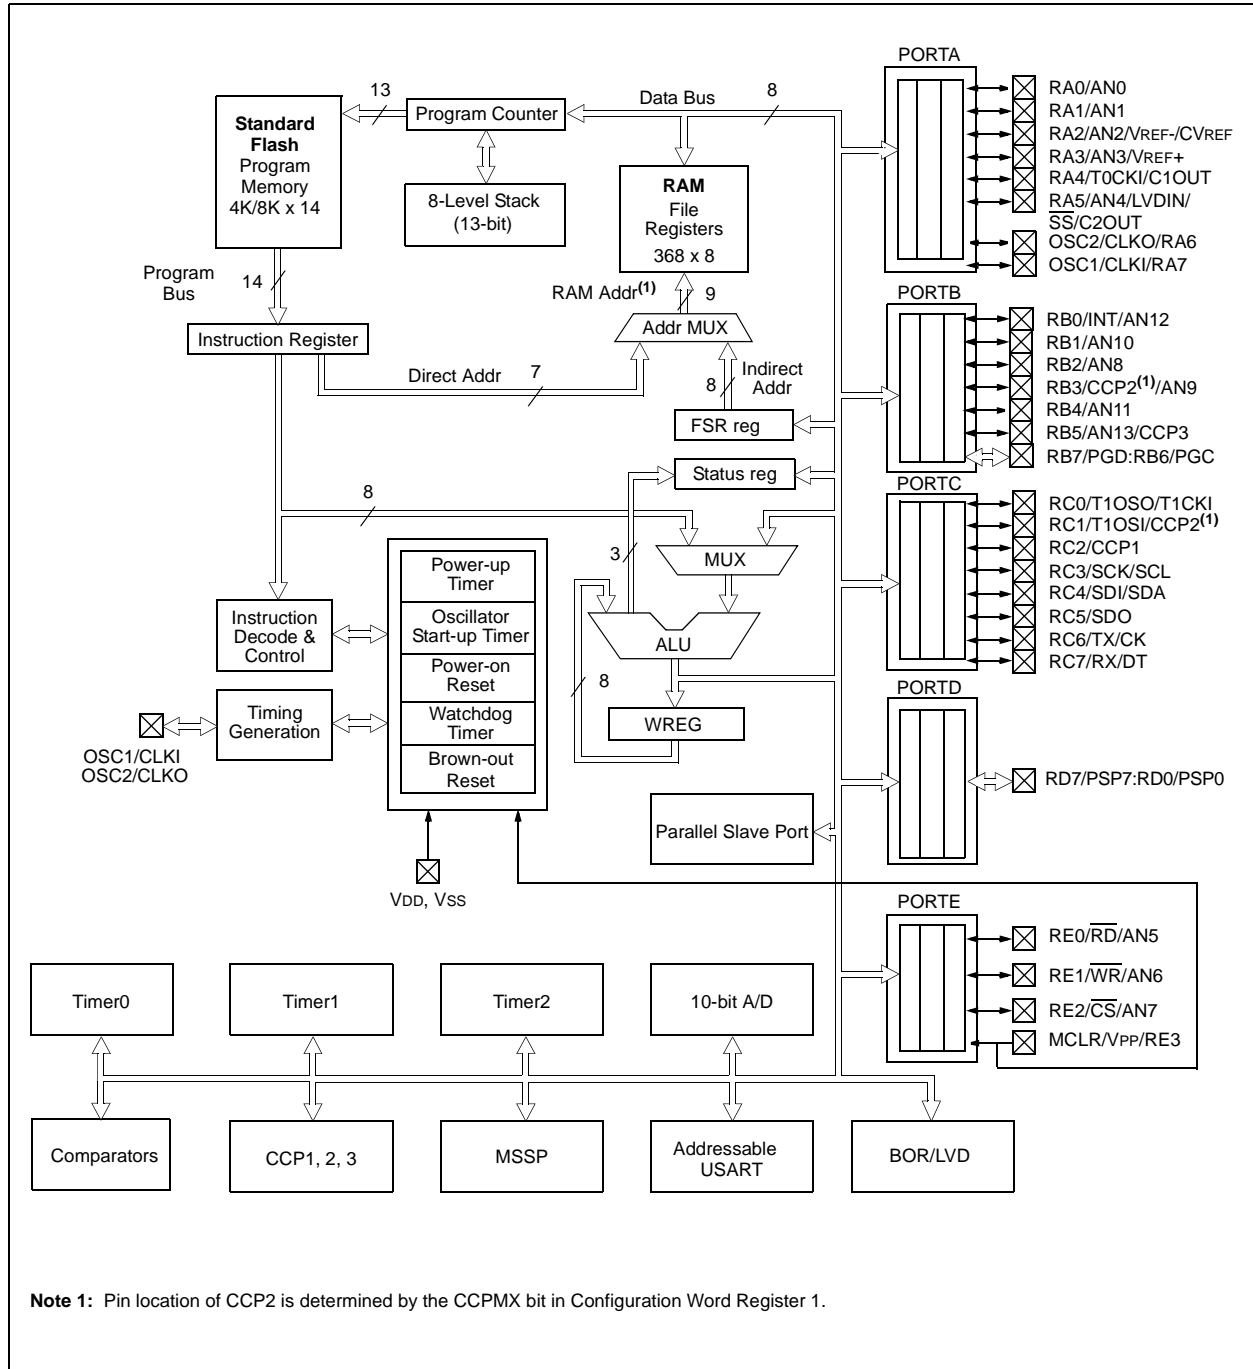 13
Data Bus
8
Standard
Flash
Program
Memory
4K/8K x 14
Program Counter
8-Level Stack
(13-bit)
RAM
File
Registers
368 x 8
Program
Bus
14
RAM Addr(1)
9
Addr MUX
Instruction Register
Direct Addr
7
8
Indirect
Addr
FSR reg
Status reg
8
3
MUX
Power-up
Timer
Oscillator
Start-up Timer
Power-on
Reset
Watchdog
Timer
Brown-out
Reset
Instruction
Decode &
Control
ALU
8
WREG
Timing
Generation
OSC1/CLKI
OSC2/CLKO
Parallel Slave Port
VDD, VSS
PORTA
RA0/AN0
RA1/AN1
RA2/AN2/VREF-/CVREF
RA3/AN3/VREF+
RA4/T0CKI/C1OUT
RA5/AN4/LVDIN/
SS/C2OUT
OSC2/CLKO/RA6
OSC1/CLKI/RA7
PORTB
RB0/INT/AN12
RB1/AN10
RB2/AN8
RB3/CCP2(1)/AN9
RB4/AN11
RB5/AN13/CCP3
RB7/PGD:RB6/PGC
PORTC
RC0/T1OSO/T1CKI
RC1/T1OSI/CCP2(1)
RC2/CCP1
RC3/SCK/SCL
RC4/SDI/SDA
RC5/SDO
RC6/TX/CK
RC7/RX/DT
PORTD
RD7/PSP7:RD0/PSP0
PORTE
RE0/RD/AN5
RE1/WR/AN6
RE2/CS/AN7
MCLR/VPP/RE3
Timer0
Timer1
Timer2
10-bit A/D
Comparators
CCP1, 2, 3
MSSP
Addressable
USART
BOR/LVD
Note 1: Pin location of CCP2 is determined by the CCPMX bit in Configuration Word Register 1.